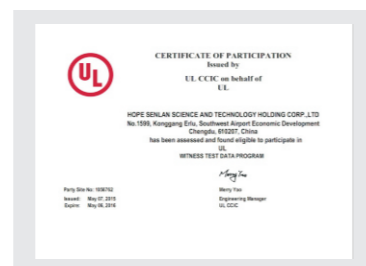 UL
CERTIFICATE OF PARTICIPATION
Issued by
UL CCIC on behalf of
UL
HOPE SENLAN SCIENCE AND TECHNOLOGY HOLDING CORP.,LTD
No.1599, Konggang Erlu, Southwest Airport Economic Development
Chengdu, 610207, China
has been assessed and found eligible to participate in
UL
WITNESS TEST DATA PROGRAM
Merry Yao
Party Site No: 1036762
Merry Yao
Issued: May 07, 2015
Engineering Manager
Expire: May 06, 2016
UL CCIC